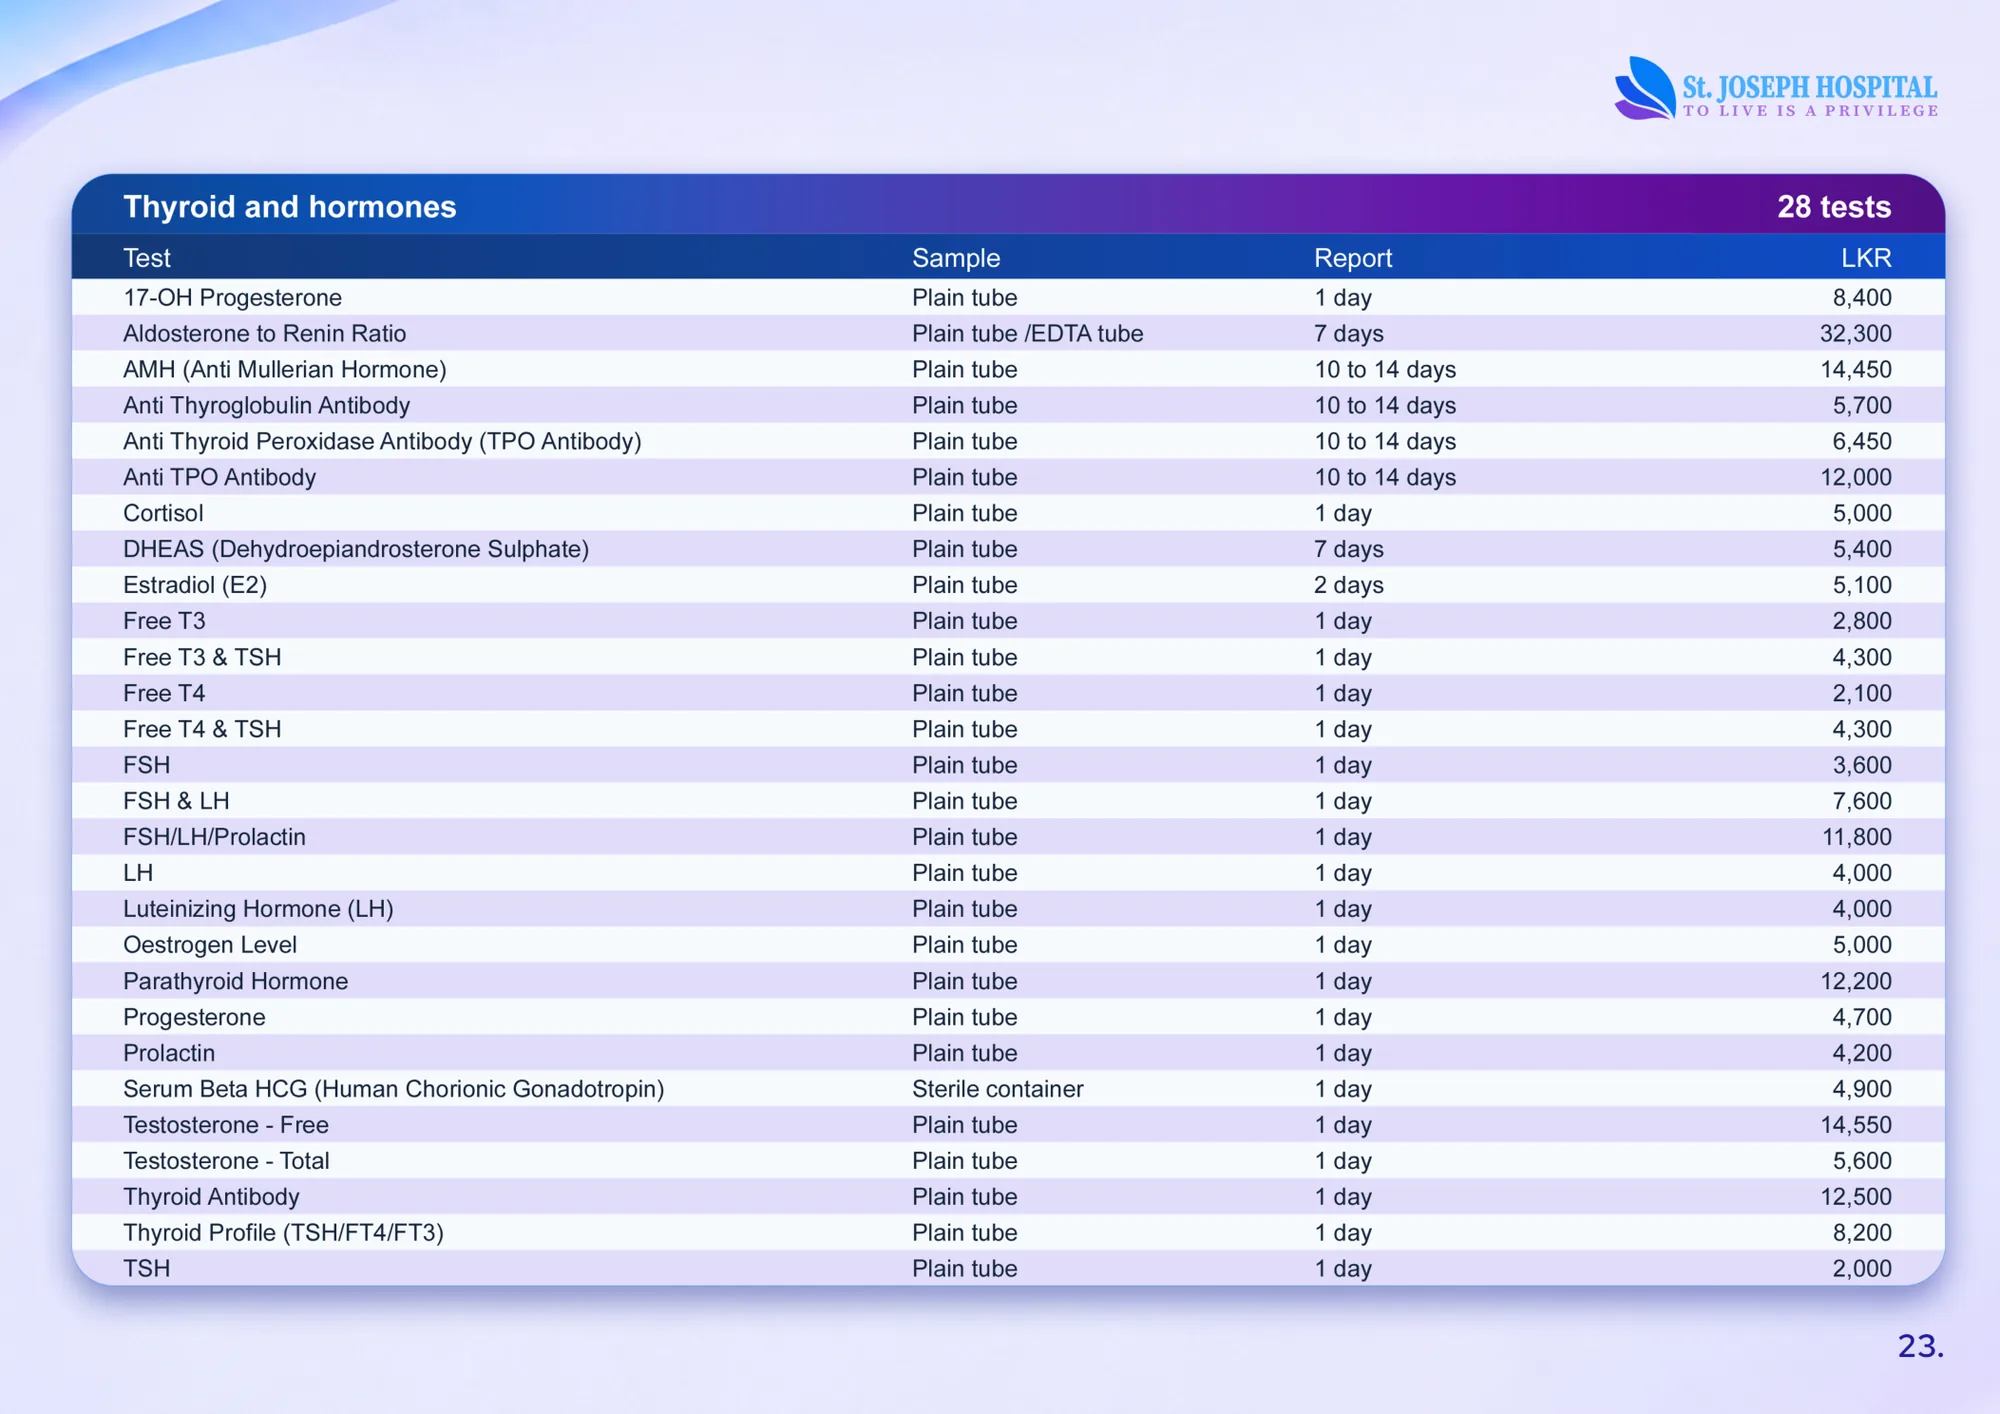 St. JOSEPH HOSPITAL
TO LIVE IS A PRIVILEGE
Thyroid and hormones 28 tests
Test Sample Report LKR
17-OH Progesterone Plain tube 1 day 8,400
Aldosterone to Renin Ratio Plain tube /EDTA tube 7 days 32,300
AMH (Anti Mullerian Hormone) Plain tube 10 to 14 days 14,450
Anti Thyroglobulin Antibody Plain tube 10 to 14 days 5,700
Anti Thyroid Peroxidase Antibody (TPO Antibody) Plain tube 10 to 14 days 6,450
Anti TPO Antibody Plain tube 10 to 14 days 12,000
Cortisol Plain tube 1 day 5,000
DHEAS (Dehydroepiandrosterone Sulphate) Plain tube 7 days 5,400
Estradiol (E2) Plain tube 2 days 5,100
Free T3 Plain tube 1 day 2,800
Free T3 & TSH Plain tube 1 day 4,300
Free T4 Plain tube 1 day 2,100
Free T4 & TSH Plain tube 1 day 4,300
FSH Plain tube 1 day 3,600
FSH & LH Plain tube 1 day 7,600
FSH/LH/Prolactin Plain tube 1 day 11,800
LH Plain tube 1 day 4,000
Luteinizing Hormone (LH) Plain tube 1 day 4,000
Oestrogen Level Plain tube 1 day 5,000
Parathyroid Hormone Plain tube 1 day 12,200
Progesterone Plain tube 1 day 4,700
Prolactin Plain tube 1 day 4,200
Serum Beta HCG (Human Chorionic Gonadotropin) Sterile container 1 day 4,900
Testosterone - Free Plain tube 1 day 14,550
Testosterone - Total Plain tube 1 day 5,600
Thyroid Antibody Plain tube 1 day 12,500
Thyroid Profile (TSH/FT4/FT3) Plain tube 1 day 8,200
TSH Plain tube 1 day 2,000
23.